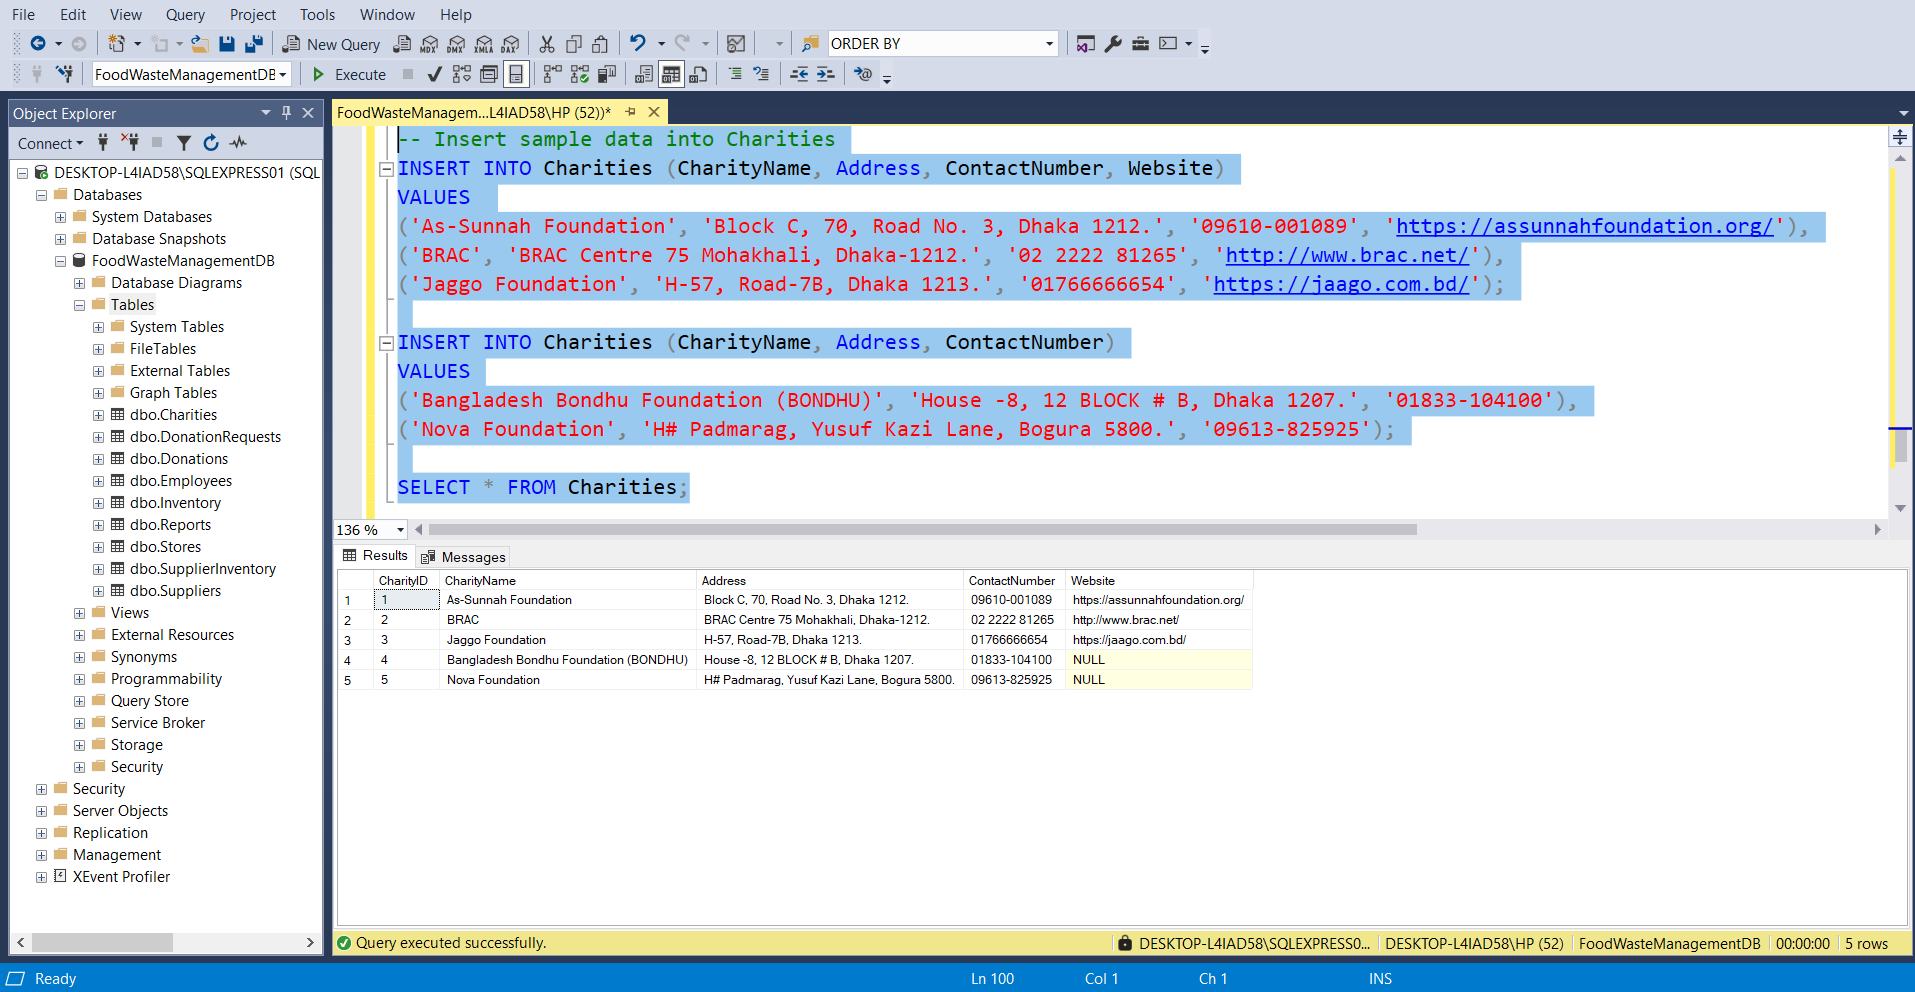 File Edit View Query Project Tools Window Help
New Query MDX DMX XMLA DAX ORDER BY
FoodWasteManagementDB Execute
Object Explorer
Connect
DESKTOP-L4IAD58\SQLEXPRESS01 (SQL
Databases
System Databases
Database Snapshots
FoodWasteManagementDB
Database Diagrams
Tables
System Tables
FileTables
External Tables
Graph Tables
dbo.Charities
dbo.DonationRequests
dbo.Donations
dbo.Employees
dbo.Inventory
dbo.Reports
dbo.Stores
dbo.SupplierInventory
dbo.Suppliers
Views
External Resources
Synonyms
Programmability
Query Store
Service Broker
Storage
Security
Security
Server Objects
Replication
Management
XEvent Profiler
FoodWasteManagem...L4IAD58\HP (52))*
-- Insert sample data into Charities
INSERT INTO Charities (CharityName, Address, ContactNumber, Website)
VALUES
('As-Sunnah Foundation', 'Block C, 70, Road No. 3, Dhaka 1212.', '09610-001089', 'https://assunnahfoundation.org/'),
('BRAC', 'BRAC Centre 75 Mohakhali, Dhaka-1212.', '02 2222 81265', 'http://www.brac.net/'),
('Jaggo Foundation', 'H-57, Road-7B, Dhaka 1213.', '01766666654', 'https://jaago.com.bd/');
INSERT INTO Charities (CharityName, Address, ContactNumber)
VALUES
('Bangladesh Bondhu Foundation (BONDHU)', 'House -8, 12 BLOCK # B, Dhaka 1207.', '01833-104100'),
('Nova Foundation', 'H# Padmarag, Yusuf Kazi Lane, Bogura 5800.', '09613-825925');
SELECT * FROM Charities;
136 %
Results Messages
CharityID CharityName Address ContactNumber Website
1 1 As-Sunnah Foundation Block C, 70, Road No. 3, Dhaka 1212. 09610-001089 https://assunnahfoundation.org/
2 2 BRAC BRAC Centre 75 Mohakhali, Dhaka-1212. 02 2222 81265 http://www.brac.net/
3 3 Jaggo Foundation H-57, Road-7B, Dhaka 1213. 01766666654 https://jaago.com.bd/
4 4 Bangladesh Bondhu Foundation (BONDHU) House -8, 12 BLOCK # B, Dhaka 1207. 01833-104100 NULL
5 5 Nova Foundation H# Padmarag, Yusuf Kazi Lane, Bogura 5800. 09613-825925 NULL
Query executed successfully. DESKTOP-L4IAD58\SQLEXPRESS0... DESKTOP-L4IAD58\HP (52) FoodWasteManagementDB 00:00:00 5 rows
Ready Ln 100 Col 1 Ch 1 INS